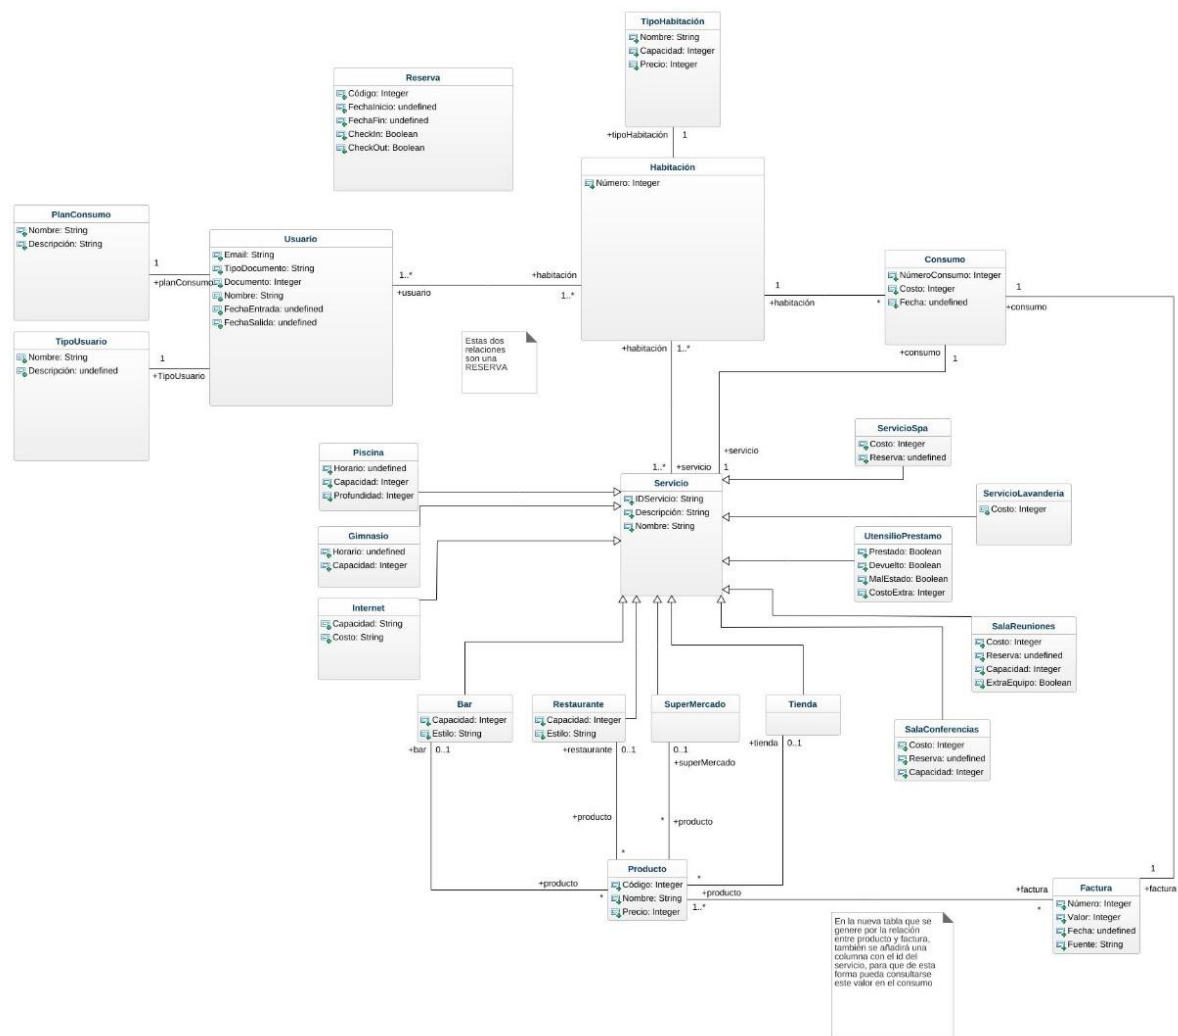 TipoHabitación
Nombre: String
Capacidad: Integer
Precio: Integer
+tipoHabitación 1
Reserva
Código: Integer
FechaInicio: undefined
FechaFin: undefined
CheckIn: Boolean
CheckOut: Boolean
Habitación
Número: Integer
PlanConsumo
Nombre: String
Descripción: String
1
+planConsumo
Usuario
Email: String
TipoDocumento: String
Documento: Integer
Nombre: String
FechaEntrada: undefined
FechaSalida: undefined
1..*
+usuario
+habitación
1..*
Consumo
NúmeroConsumo: Integer
Costo: Integer
Fecha: undefined
1
+habitación
*
1
+consumo
+consumo
1
TipoUsuario
Nombre: String
Descripción: undefined
1
+TipoUsuario
Estas dos
relaciones
son una
RESERVA
+habitación 1..*
+servicio
1..* +servicio 1
Piscina
Horario: undefined
Capacidad: Integer
Profundidad: Integer
Servicio
IDServicio: String
Descripción: String
Nombre: String
ServicioSpa
Costo: Integer
Reserva: undefined
ServicioLavanderia
Costo: Integer
Gimnasio
Horario: undefined
Capacidad: Integer
UtensilioPrestamo
Prestado: Boolean
Devuelto: Boolean
MalEstado: Boolean
CostoExtra: Integer
Internet
Capacidad: String
Costo: String
SalaReuniones
Costo: Integer
Reserva: undefined
Capacidad: Integer
ExtraEquipo: Boolean
Bar
Capacidad: Integer
Estilo: String
+bar 0..1
Restaurante
Capacidad: Integer
Estilo: String
+restaurante 0..1
SuperMercado
0..1
+superMercado
Tienda
+tienda 0..1
SalaConferencias
Costo: Integer
Reserva: undefined
Capacidad: Integer
+producto
*
* +producto
Producto
Código: Integer
Nombre: String
Precio: Integer
+producto
*
*
+producto
1..*
+factura
*
1
+factura
Factura
Número: Integer
Valor: Integer
Fecha: undefined
Fuente: String
En la nueva tabla que se
genere por la relación
entre producto y factura,
también se añadirá una
columna con el id del
servicio, para que de esta
forma pueda consultarse
este valor en el consumo